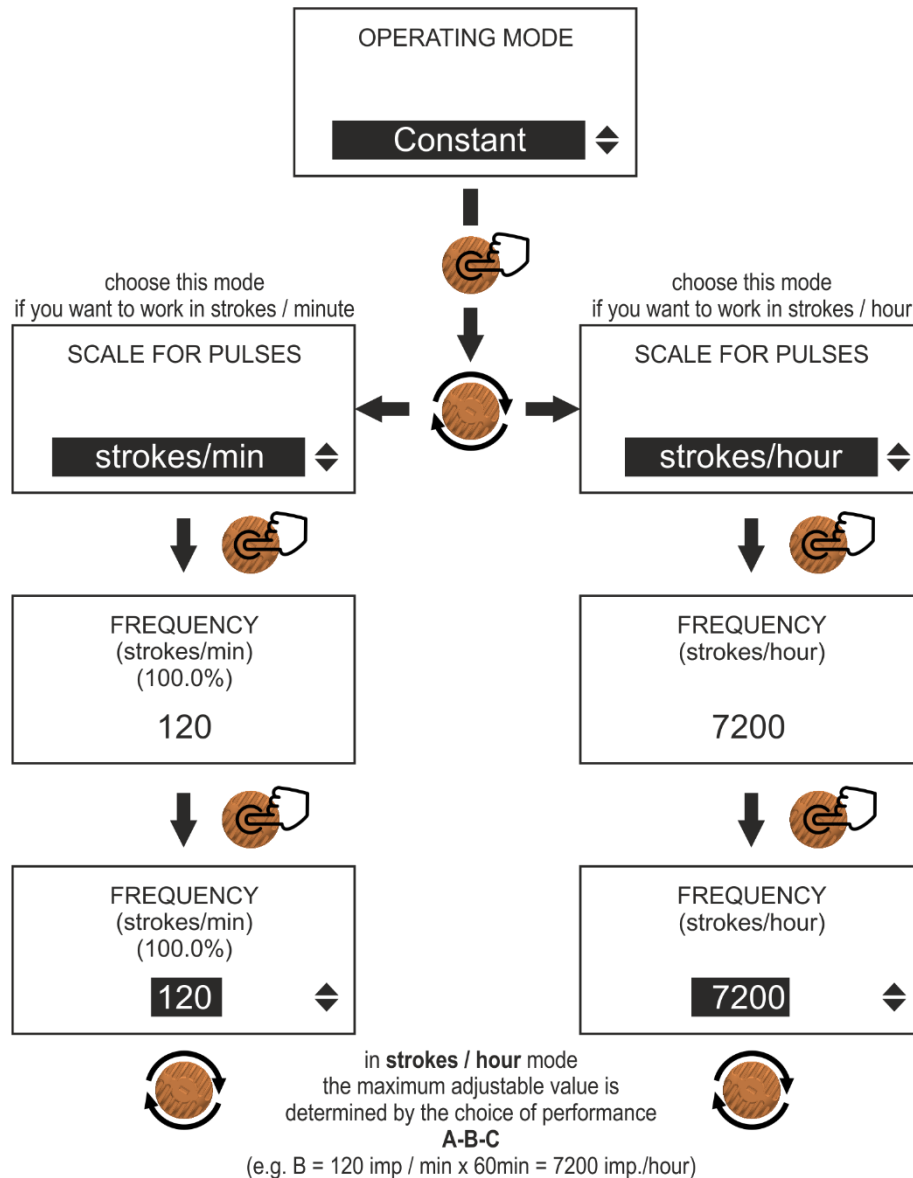 OPERATING MODE
Constant
choose this mode
if you want to work in strokes / minute
SCALE FOR PULSES
strokes/min
choose this mode
if you want to work in strokes / hour
SCALE FOR PULSES
strokes/hour
FREQUENCY
(strokes/min)
(100.0%)
120
FREQUENCY
(strokes/hour)
7200
FREQUENCY
(strokes/min)
(100.0%)
120
FREQUENCY
(strokes/hour)
7200
in strokes / hour mode
the maximum adjustable value is
determined by the choice of performance
A-B-C
(e.g. B = 120 imp / min x 60min = 7200 imp./hour)